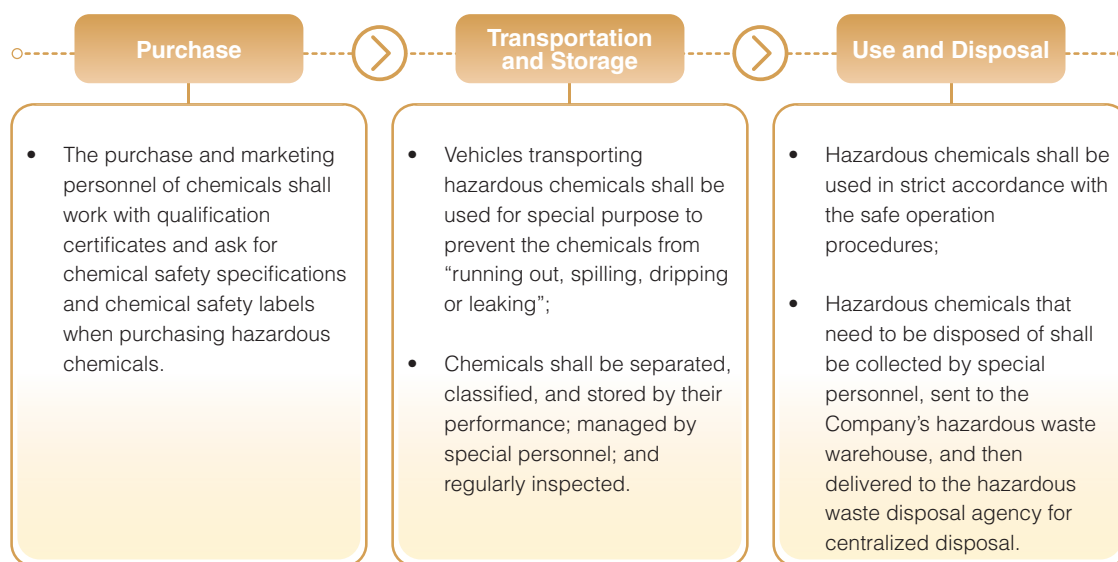 Purchase
The purchase and marketing
personnel of chemicals shall
work with qualification
certificates and ask for
chemical safety specifications
and chemical safety labels
when purchasing hazardous
chemicals.
Transportation
and Storage
Vehicles transporting
hazardous chemicals shall be
used for special purpose to
prevent the chemicals from
“running out, spilling, dripping
or leaking”;
Chemicals shall be separated,
classified, and stored by their
performance; managed by
special personnel; and
regularly inspected.
Use and Disposal
Hazardous chemicals shall be
used in strict accordance with
the safe operation
procedures;
Hazardous chemicals that
need to be disposed of shall
be collected by special
personnel, sent to the
Company’s hazardous waste
warehouse, and then
delivered to the hazardous
waste disposal agency for
centralized disposal.